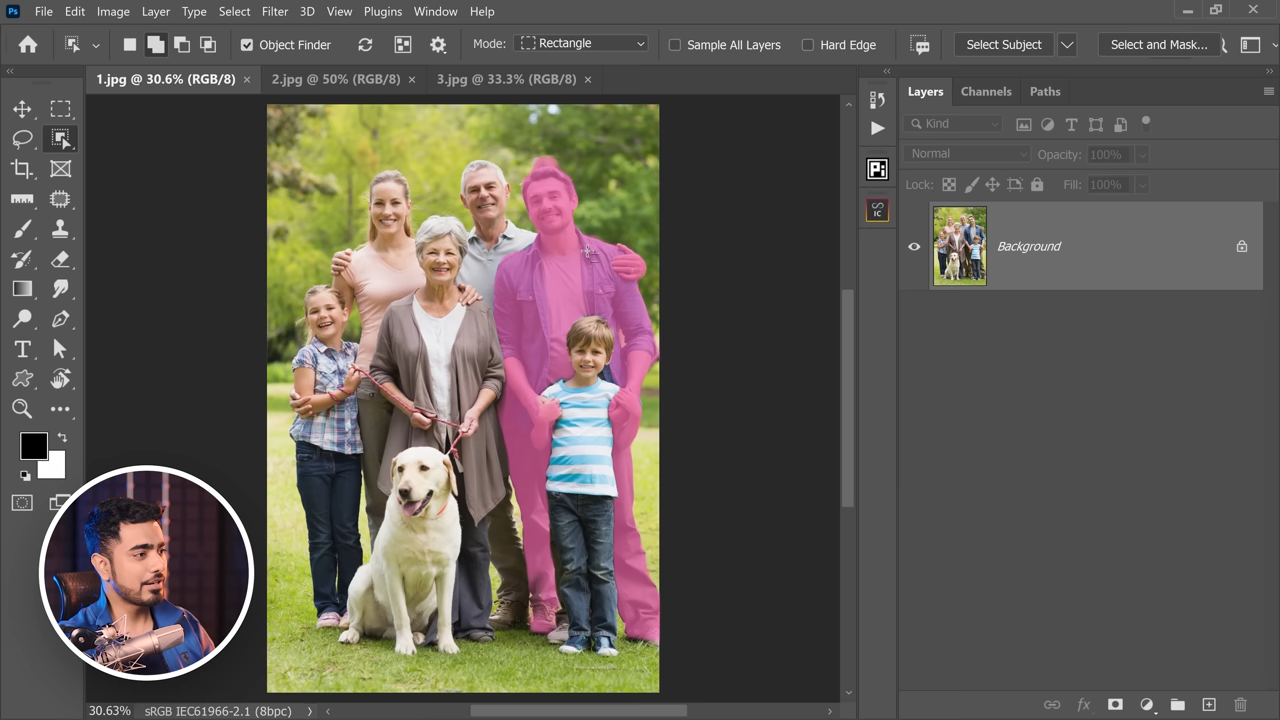 Ps File Edit Image Layer Type Select Filter 3D View Plugins Window Help
Object Finder Mode: Rectangle Sample All Layers Hard Edge Select Subject Select and Mask...
1.jpg @ 30.6% (RGB/8) × 2.jpg @ 50% (RGB/8) × 3.jpg @ 33.3% (RGB/8) ×
Layers Channels Paths
Kind
Normal Opacity: 100%
Lock: Fill: 100%
Pi
IC
Background
30.63% sRGB IEC61966-2.1 (8bpc)